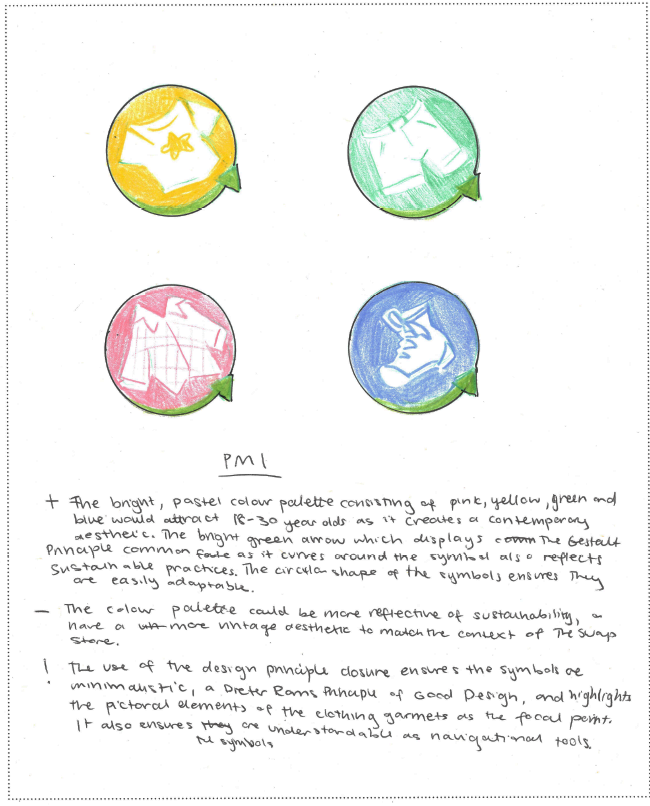 PMI
+ The bright, pastel colour palette consisting of pink, yellow, green and
blue would attract 18-30 year olds as it creates a contemporary
aesthetic. The bright green arrow which displays comm The Gestalt
Principle common fate as it curves around the symbol also reflects
Sustainable practices. The circular shape of the symbols ensures They
are easily adaptable.
– The colour palette could be more reflective of sustainability, or
have a more vintage aesthetic to match the context of The Swap
Store.
! The use of the design principle closure ensures the symbols are
minimalistic, a Dieter Rams Principle of Good Design, and highlights
the pictoral elements of the clothing garments as the focal point.
It also ensures they are understandable as navigational tools.
The symbols